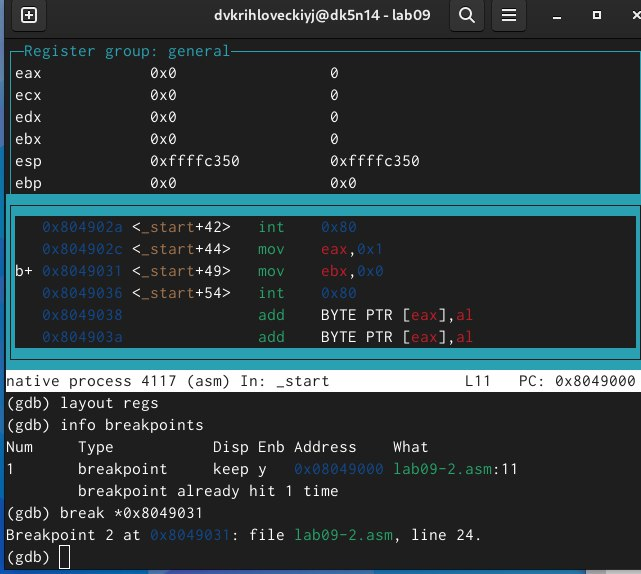 dvkrihloveckiyj@dk5n14 - lab09
Register group: general
eax 0x0 0
ecx 0x0 0
edx 0x0 0
ebx 0x0 0
esp 0xffffc350 0xffffc350
ebp 0x0 0x0
0x804902a <_start+42> int 0x80
0x804902c <_start+44> mov eax,0x1
b+ 0x8049031 <_start+49> mov ebx,0x0
0x8049036 <_start+54> int 0x80
0x8049038 add BYTE PTR [eax],al
0x804903a add BYTE PTR [eax],al
native process 4117 (asm) In: _start L11 PC: 0x8049000
(gdb) layout regs
(gdb) info breakpoints
Num Type Disp Enb Address What
1 breakpoint keep y 0x08049000 lab09-2.asm:11
breakpoint already hit 1 time
(gdb) break *0x8049031
Breakpoint 2 at 0x8049031: file lab09-2.asm, line 24.
(gdb)